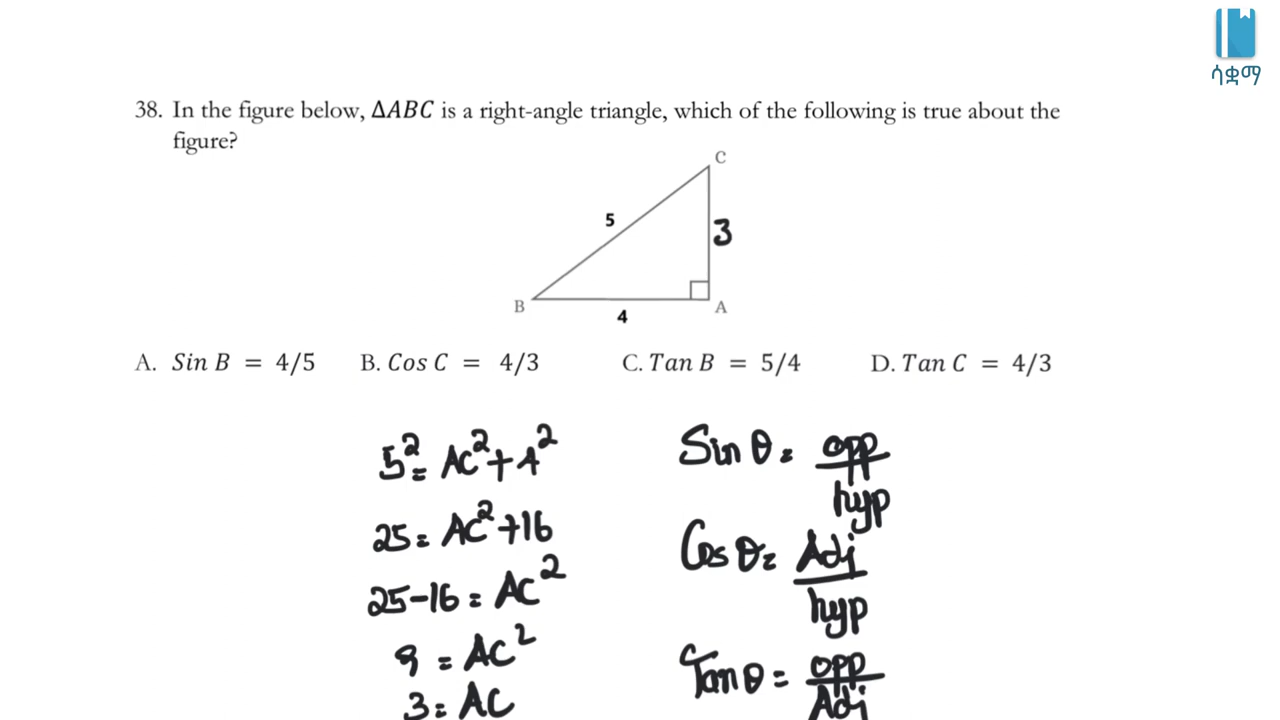 ሳቋማ
38. In the figure below, ΔABC is a right-angle triangle, which of the following is true about the
figure?
C
5
3
B
A
4
A. Sin B = 4/5 B. Cos C = 4/3 C. Tan B = 5/4 D. Tan C = 4/3
5² = AC² + 4²
25 = AC² + 16
25 - 16 = AC²
9 = AC²
3 = AC
Sin θ = opp/hyp
Cos θ = Adj/hyp
Tan θ = opp/Adj